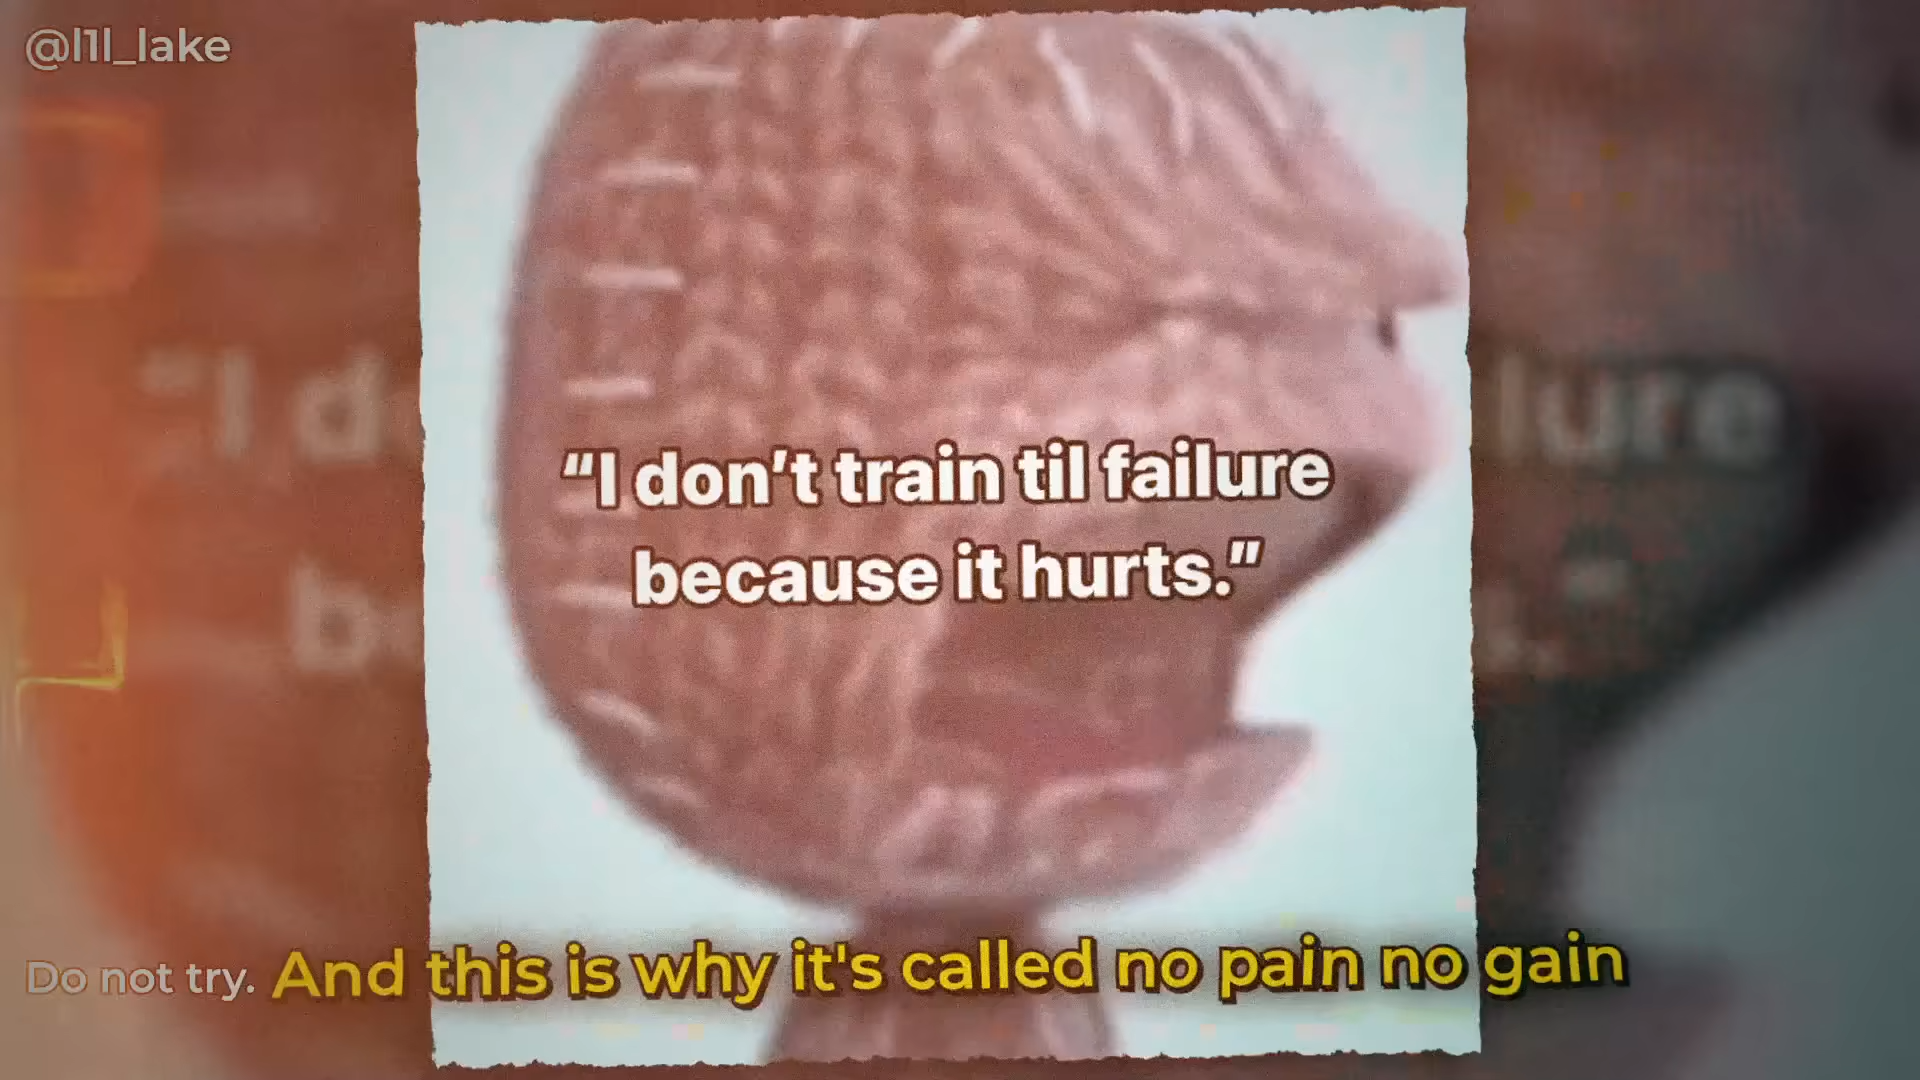 @l1l_lake
“I don’t train til failure
because it hurts.”
Do not try.
And this is why it's called no pain no gain